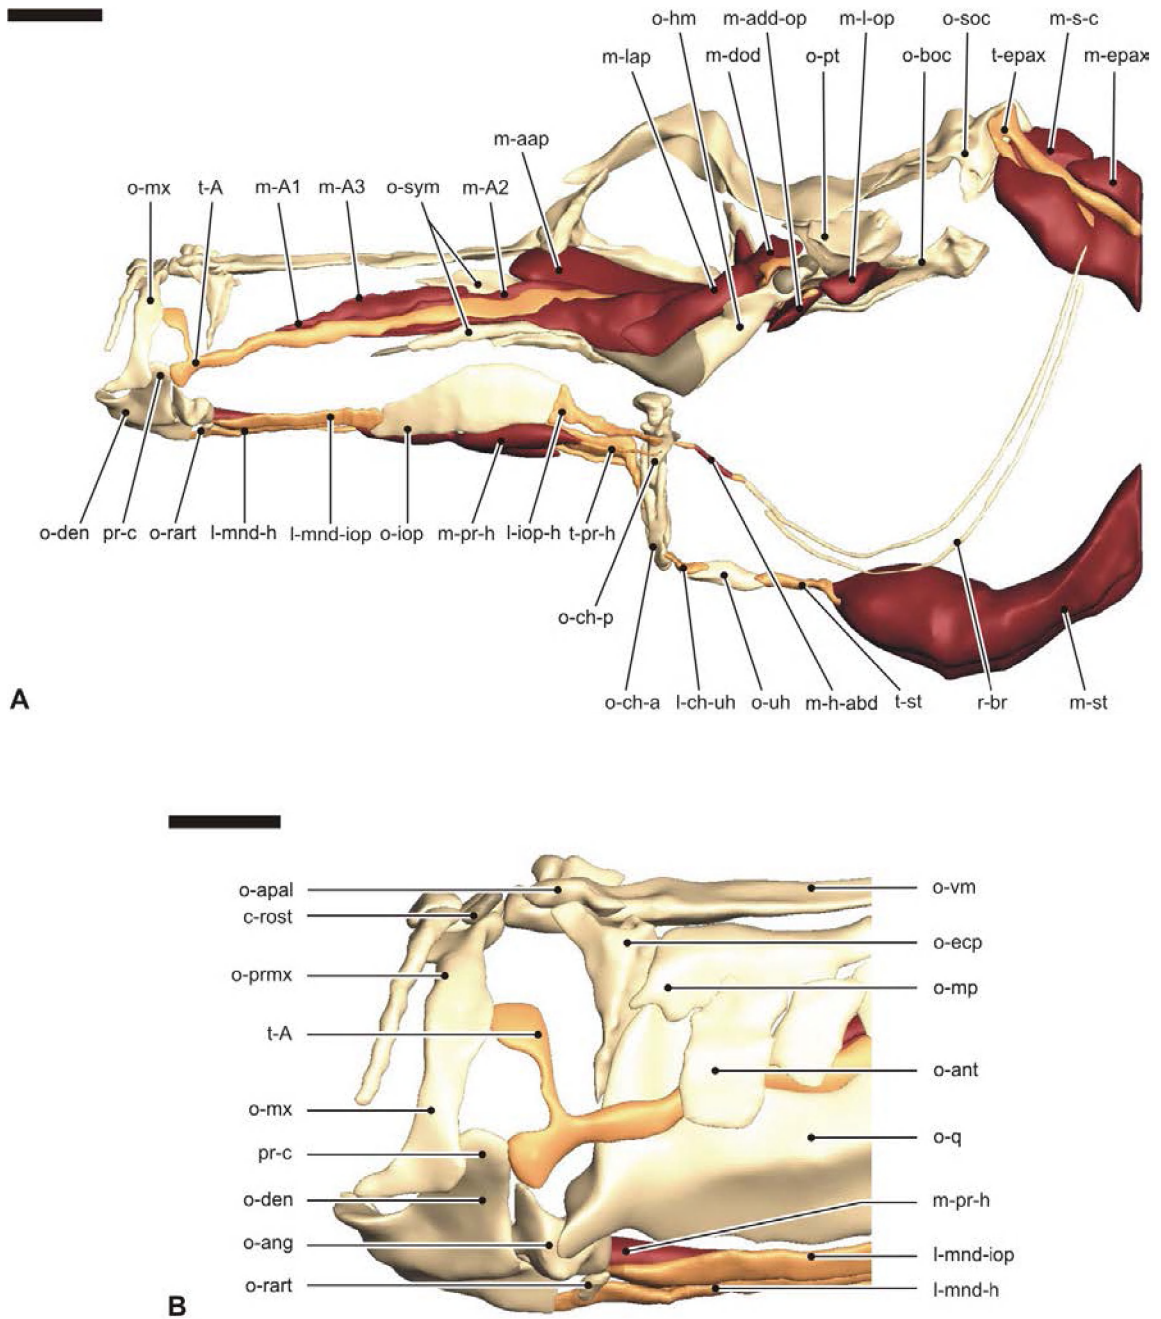 o-hm m-add-op m-l-op o-soc m-s-c
m-lap m-dod o-pt o-boc t-epax m-epax
m-aap
o-mx t-A m-A1 m-A3 o-sym m-A2
o-den pr-c o-rart l-mnd-h l-mnd-iop o-iop m-pr-h l-iop-h t-pr-h
o-ch-p
o-ch-a l-ch-uh o-uh m-h-abd t-st r-br m-st
A
o-apal o-vm
c-rost
o-ecp
o-prmx
o-mp
t-A
o-ant
o-mx
o-q
pr-c
o-den m-pr-h
o-ang
l-mnd-iop
o-rart
l-mnd-h
B